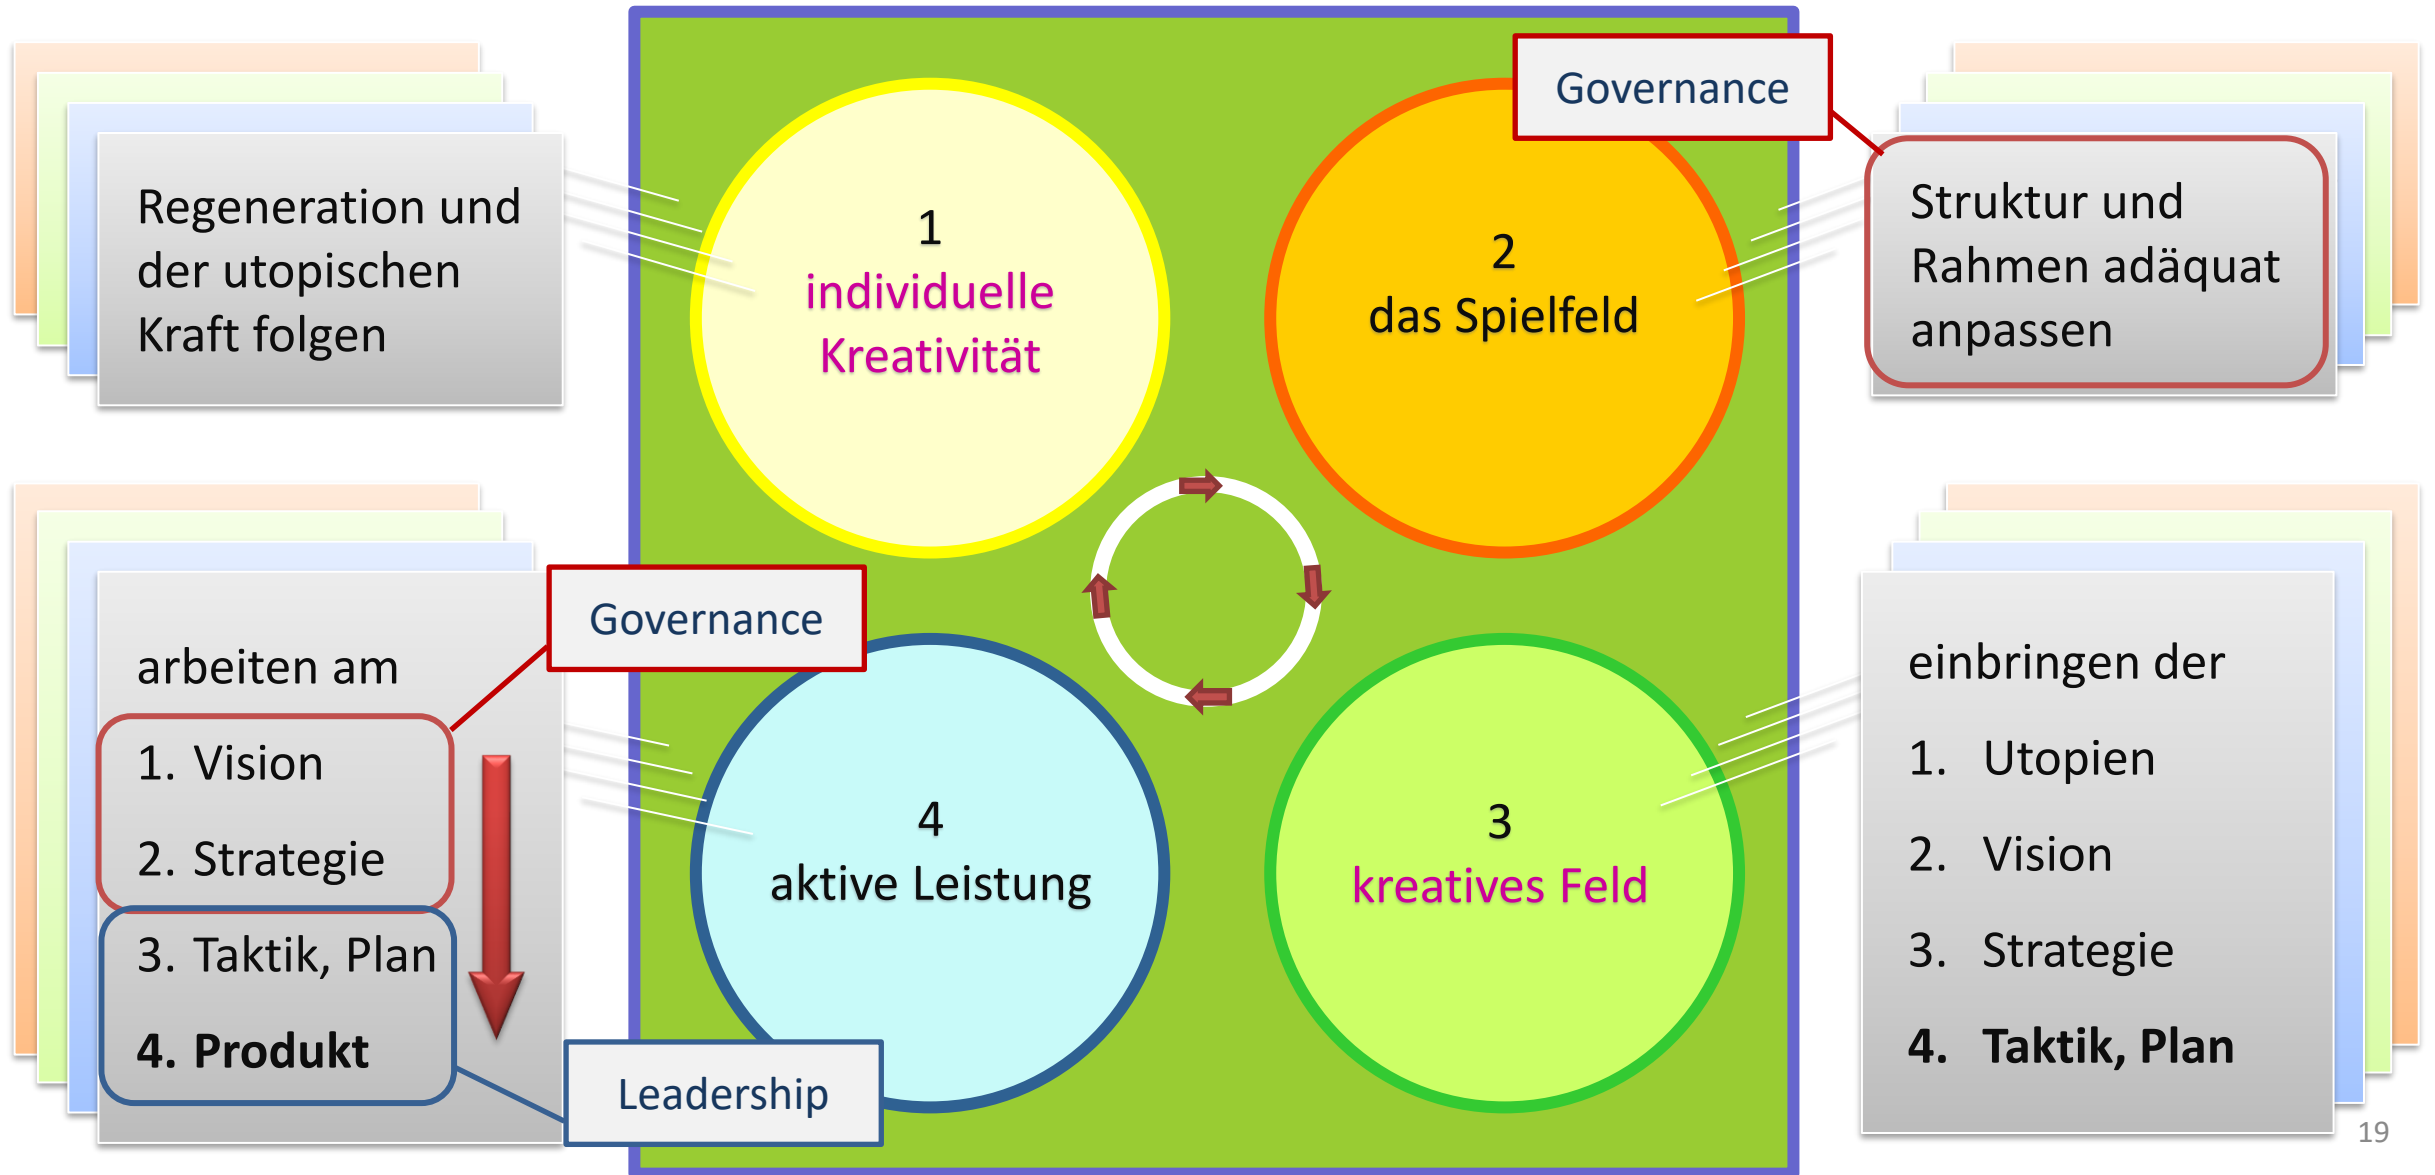 Regeneration und
der utopischen
Kraft folgen
1
individuelle
Kreativität
Governance
2
das Spielfeld
Struktur und
Rahmen adäquat
anpassen
Governance
arbeiten am
1. Vision
2. Strategie
3. Taktik, Plan
4. Produkt
Leadership
4
aktive Leistung
3
kreatives Feld
einbringen der
1. Utopien
2. Vision
3. Strategie
4. Taktik, Plan
19